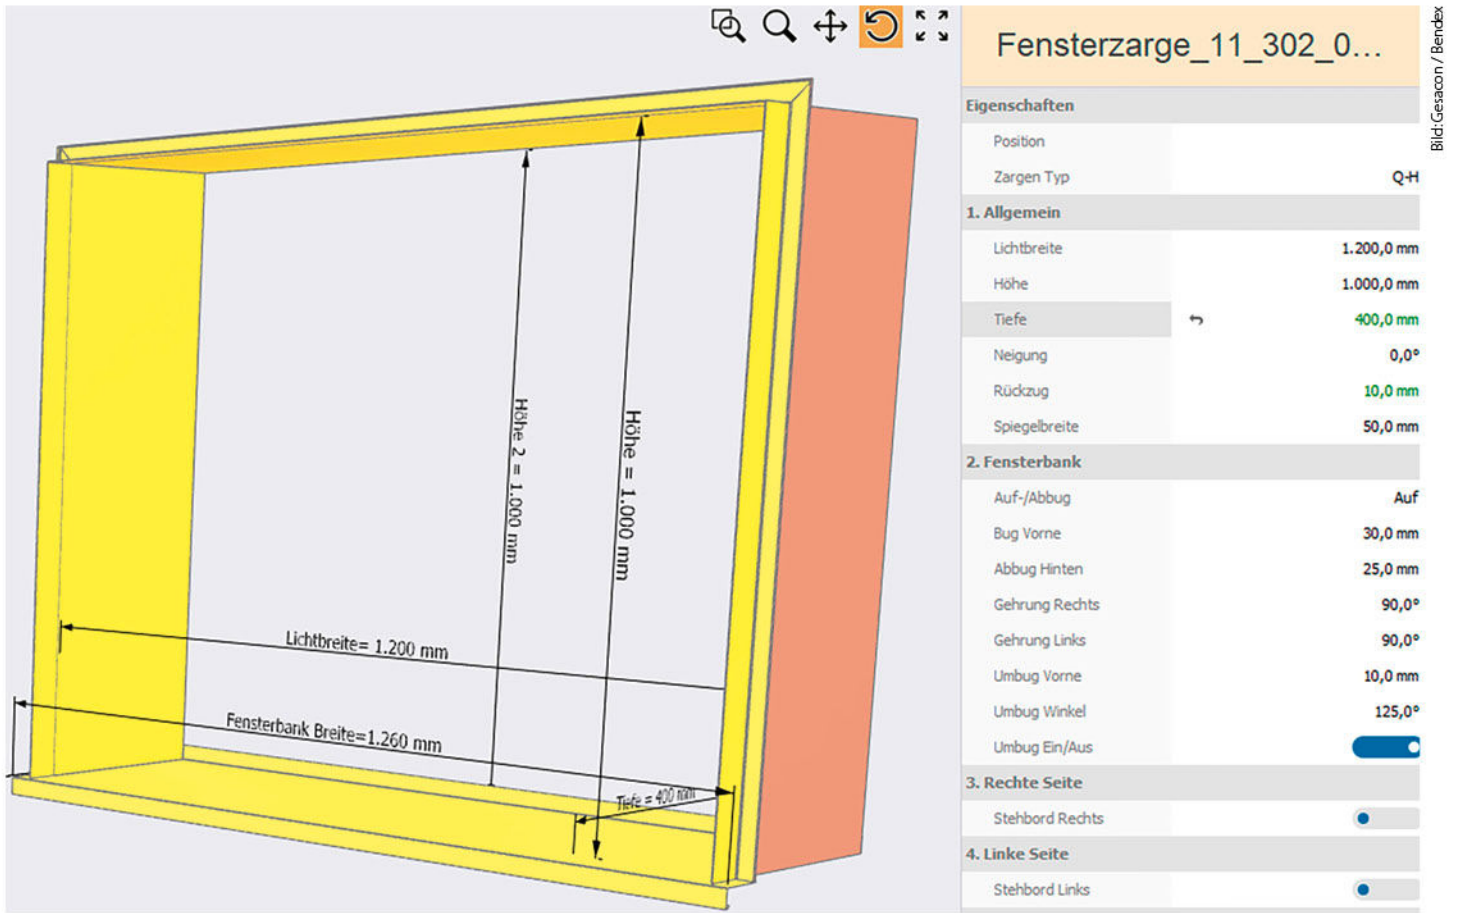 Fensterzarge_11_302_0...
Bild: Gesacon / Bendex
Eigenschaften
Position
Zargen Typ Q-H
1. Allgemein
Lichtbreite 1.200,0 mm
Höhe 1.000,0 mm
Tiefe 400,0 mm
Neigung 0,0°
Rückzug 10,0 mm
Spiegelbreite 50,0 mm
2. Fensterbank
Auf-/Abbug Auf
Bug Vorne 30,0 mm
Abbug Hinten 25,0 mm
Gehrung Rechts 90,0°
Gehrung Links 90,0°
Umbug Vorne 10,0 mm
Umbug Winkel 125,0°
Umbug Ein/Aus
3. Rechte Seite
Stehbord Rechts
4. Linke Seite
Stehbord Links
Höhe 2 = 1.000 mm
Höhe = 1.000 mm
Lichtbreite= 1.200 mm
Fensterbank Breite=1.260 mm
Tiefe = 400 mm